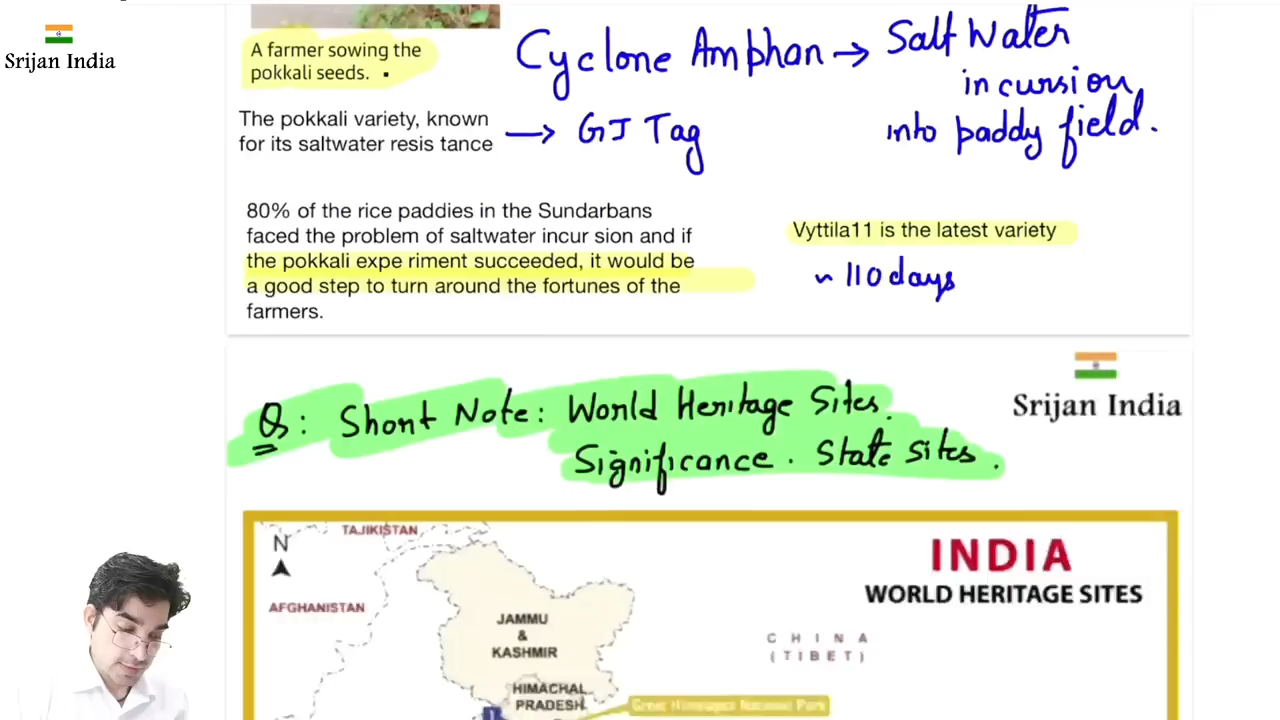 Srijan India
A farmer sowing the
pokkali seeds.
Cyclone Amphan → Salt Water
incursion
into paddy field.
The pokkali variety, known
for its saltwater resis tance
→ GI Tag
80% of the rice paddies in the Sundarbans
faced the problem of saltwater incur sion and if
the pokkali expe riment succeeded, it would be
a good step to turn around the fortunes of the
farmers.
Vyttila11 is the latest variety
~ 110 days
Srijan India
Q: Short Note: World Heritage Sites.
Significance. State Sites.
INDIA
WORLD HERITAGE SITES
N
TAJIKISTAN
AFGHANISTAN
JAMMU
&
KASHMIR
CHINA
(TIBET)
HIMACHAL
PRADESH
Great Himalayan National Park